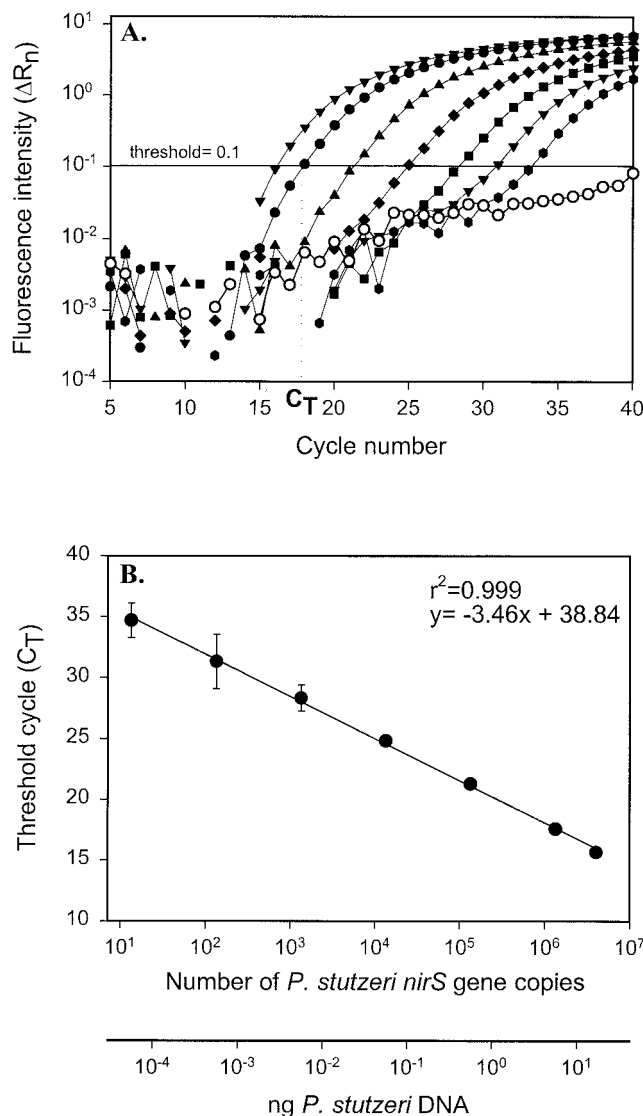 A.
Fluorescence intensity (ΔRn)
10¹
10⁰
10⁻¹
10⁻²
10⁻³
10⁻⁴
threshold= 0.1
5 10 15 CT 20 25 30 35 40
Cycle number
B.
r²=0.999
y= -3.46x + 38.84
Threshold cycle (CT)
40
35
30
25
20
15
10
10¹ 10² 10³ 10⁴ 10⁵ 10⁶ 10⁷
Number of P. stutzeri nirS gene copies
10⁻⁴ 10⁻³ 10⁻² 10⁻¹ 10⁰ 10¹
ng P. stutzeri DNA